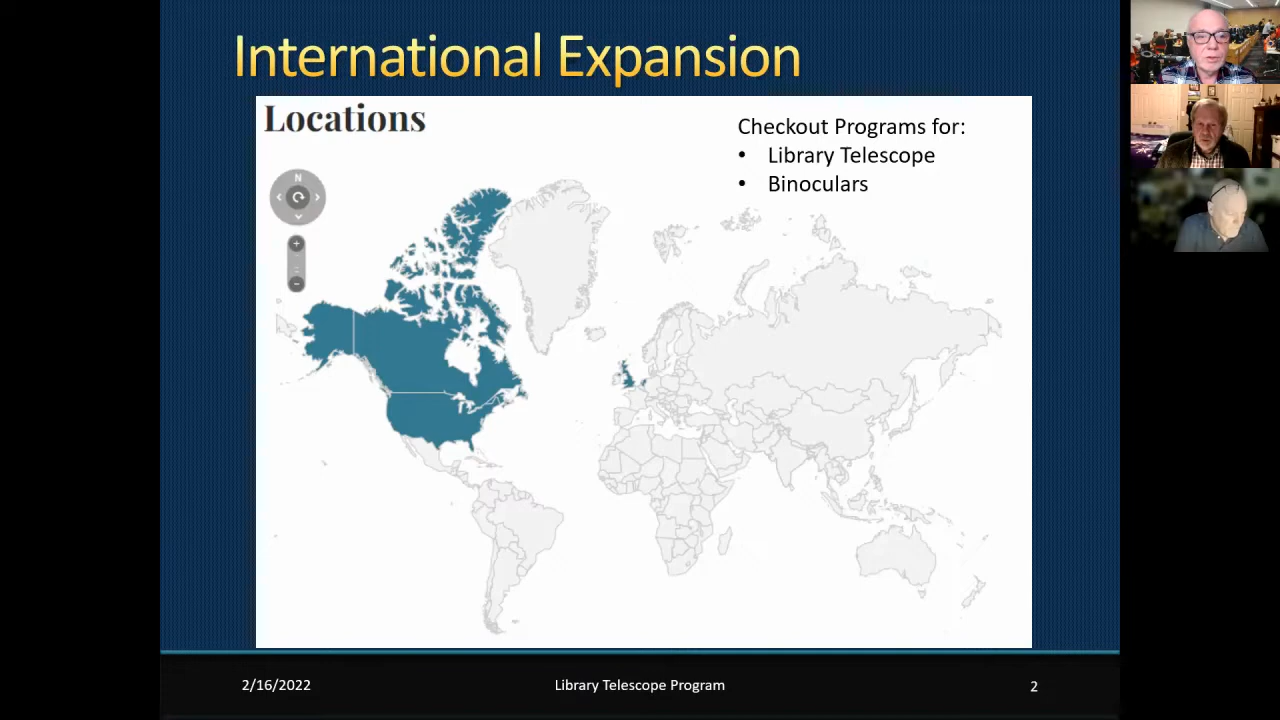 International Expansion
Locations
Checkout Programs for:
• Library Telescope
• Binoculars
N
2/16/2022
Library Telescope Program
2